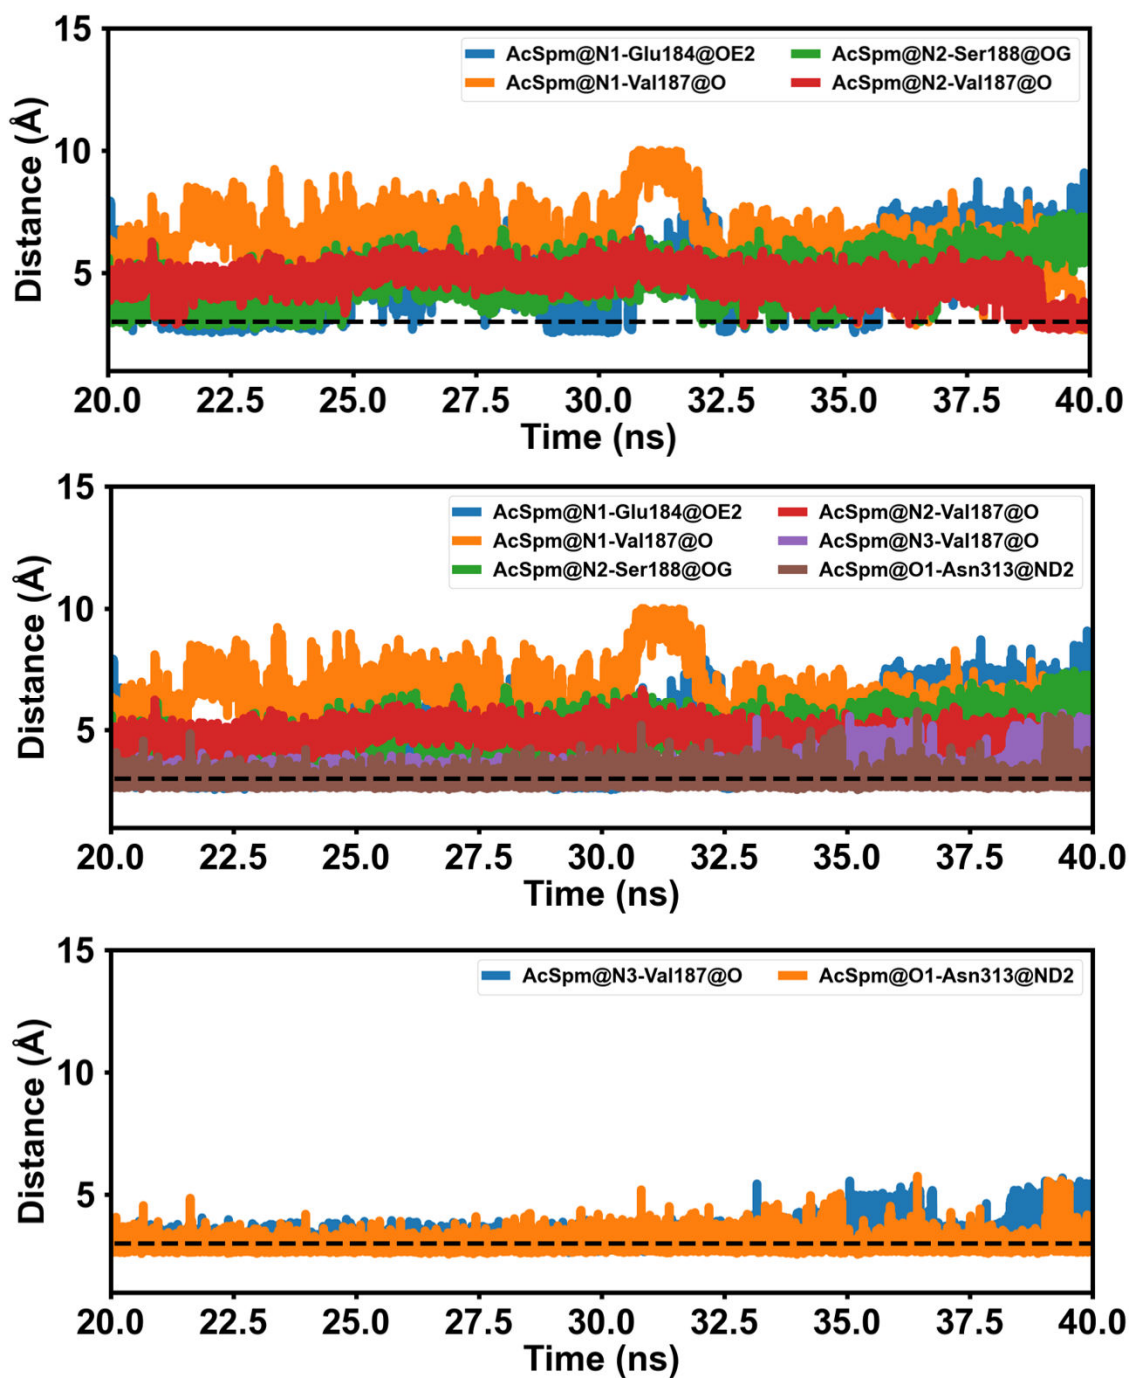 15
AcSpm@N1-Glu184@OE2 AcSpm@N2-Ser188@OG
AcSpm@N1-Val187@O AcSpm@N2-Val187@O
10
Distance (Å)
5
20.0 22.5 25.0 27.5 30.0 32.5 35.0 37.5 40.0
Time (ns)
15
AcSpm@N1-Glu184@OE2 AcSpm@N2-Val187@O
AcSpm@N1-Val187@O AcSpm@N3-Val187@O
AcSpm@N2-Ser188@OG AcSpm@O1-Asn313@ND2
10
Distance (Å)
5
20.0 22.5 25.0 27.5 30.0 32.5 35.0 37.5 40.0
Time (ns)
15
AcSpm@N3-Val187@O AcSpm@O1-Asn313@ND2
10
Distance (Å)
5
20.0 22.5 25.0 27.5 30.0 32.5 35.0 37.5 40.0
Time (ns)